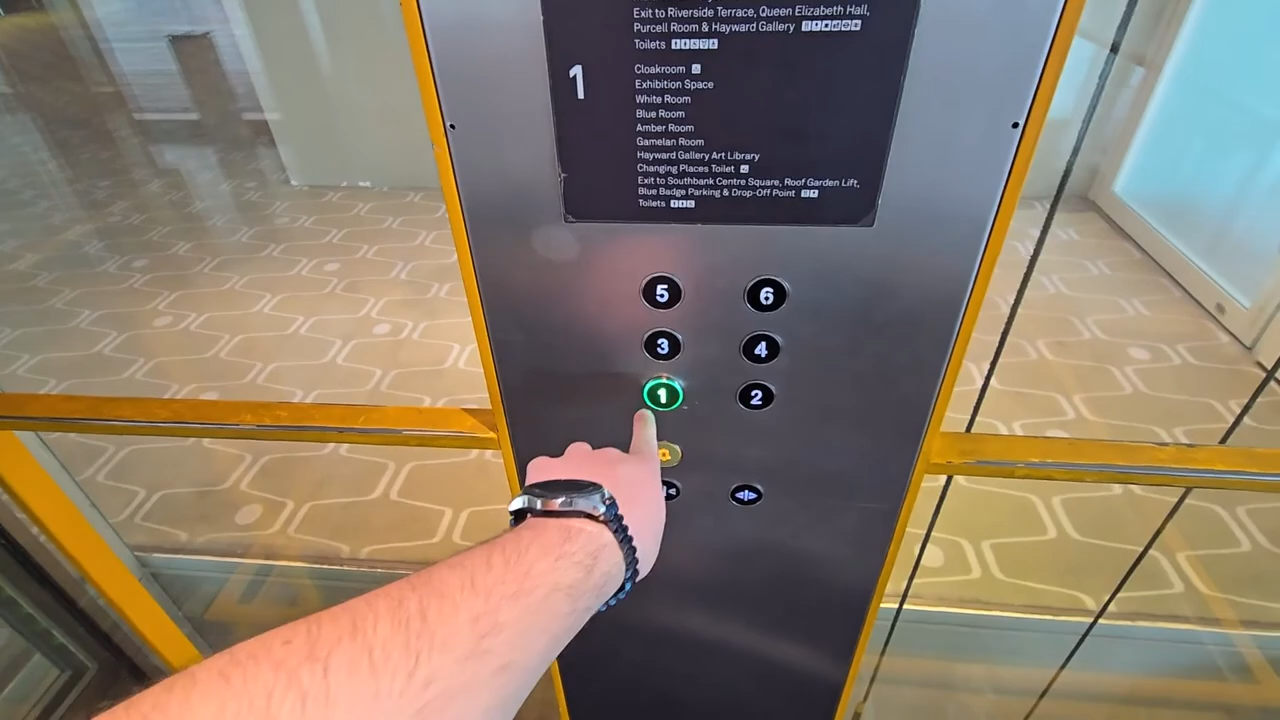 Exit to Riverside Terrace, Queen Elizabeth Hall,
Purcell Room & Hayward Gallery
Toilets
1
Cloakroom
Exhibition Space
White Room
Blue Room
Amber Room
Gamelan Room
Hayward Gallery Art Library
Changing Places Toilet
Exit to Southbank Centre Square, Roof Garden Lift,
Blue Badge Parking & Drop-Off Point
Toilets
5 6
3 4
1 2